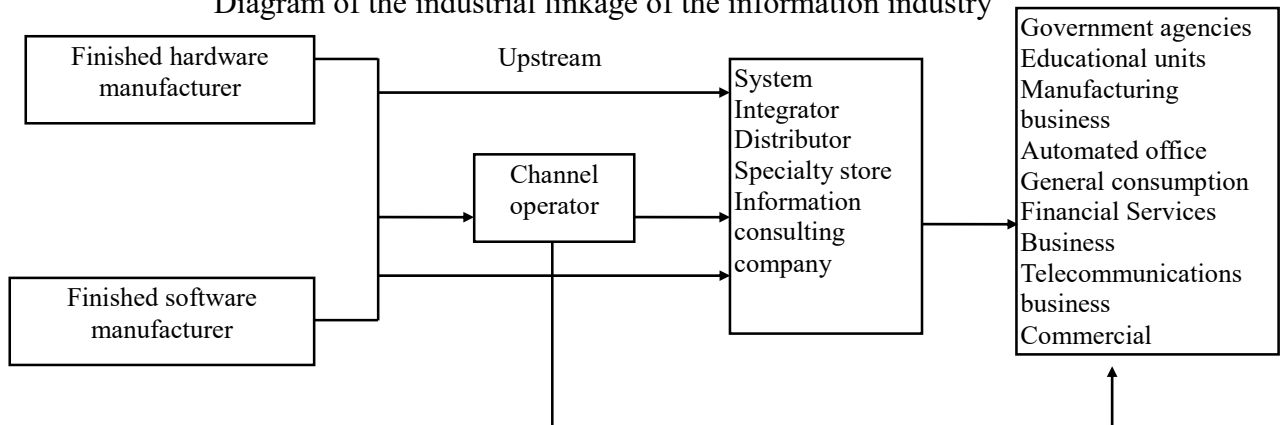 Diagram of the industrial linkage of the information industry
Finished hardware
manufacturer
Upstream
Channel
operator
Finished software
manufacturer
System
Integrator
Distributor
Specialty store
Information
consulting
company
Government agencies
Educational units
Manufacturing
business
Automated office
General consumption
Financial Services
Business
Telecommunications
business
Commercial